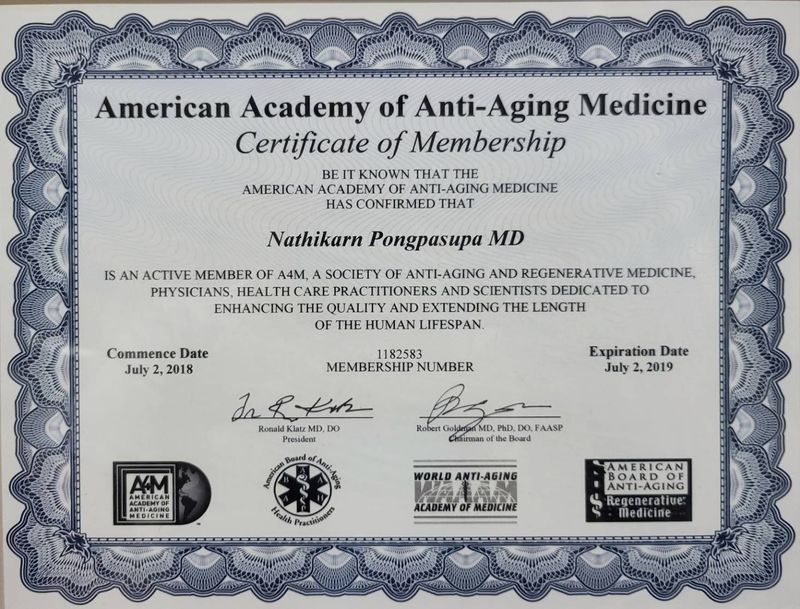 American Academy of Anti-Aging Medicine
Certificate of Membership
BE IT KNOWN THAT THE
AMERICAN ACADEMY OF ANTI-AGING MEDICINE
HAS CONFIRMED THAT
Nathikarn Pongpasupa MD
IS AN ACTIVE MEMBER OF A4M, A SOCIETY OF ANTI-AGING AND REGENERATIVE MEDICINE,
PHYSICIANS, HEALTH CARE PRACTITIONERS AND SCIENTISTS DEDICATED TO
ENHANCING THE QUALITY AND EXTENDING THE LENGTH
OF THE HUMAN LIFESPAN.
Commence Date
July 2, 2018
1182583
MEMBERSHIP NUMBER
Expiration Date
July 2, 2019
Ronald Klatz MD, DO
President
Robert Goldman MD, PhD, DO, FAASP
Chairman of the Board
A4M
AMERICAN
ACADEMY OF
ANTI-AGING
MEDICINE
American Board of Anti-Aging
Health Practitioners
WORLD ANTI-AGING
ACADEMY OF MEDICINE
AMERICAN
BOARD OF
ANTI-AGING
Regenerative
Medicine